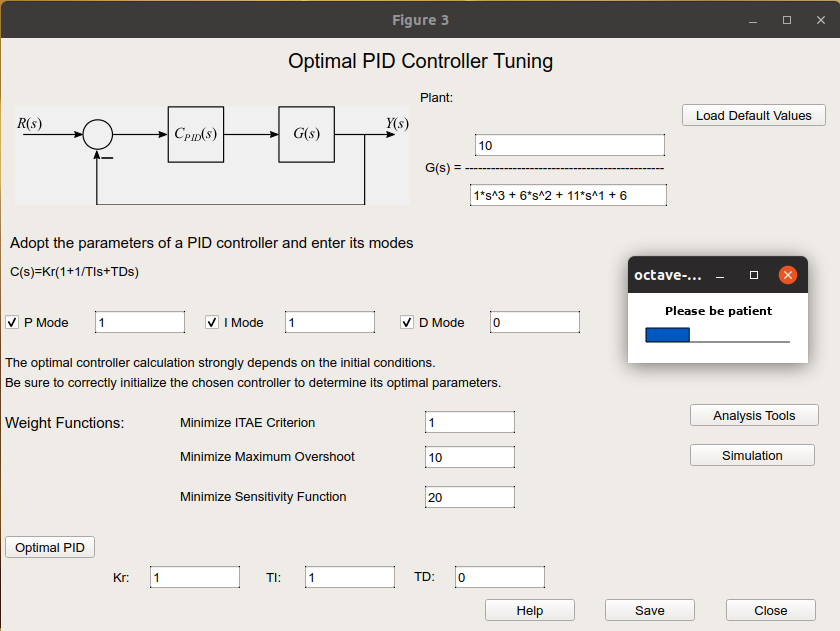 Figure 3
Optimal PID Controller Tuning
Plant:
Load Default Values
R(s)
C_PID(s)
G(s)
Y(s)
10
G(s) = -----------------------------------------------
1*s^3 + 6*s^2 + 11*s^1 + 6
Adopt the parameters of a PID controller and enter its modes
C(s)=Kr(1+1/TIs+TDs)
octave-...
Please be patient
P Mode 1 I Mode 1 D Mode 0
The optimal controller calculation strongly depends on the initial conditions.
Be sure to correctly initialize the chosen controller to determine its optimal parameters.
Weight Functions: Minimize ITAE Criterion 1
Analysis Tools
Minimize Maximum Overshoot 10
Simulation
Minimize Sensitivity Function 20
Optimal PID
Kr: 1 TI: 1 TD: 0
Help Save Close